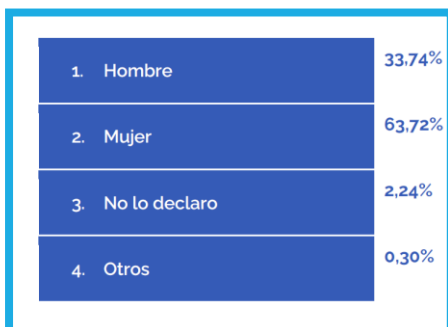 1. Hombre 33,74%
2. Mujer 63,72%
3. No lo declaro 2,24%
4. Otros 0,30%